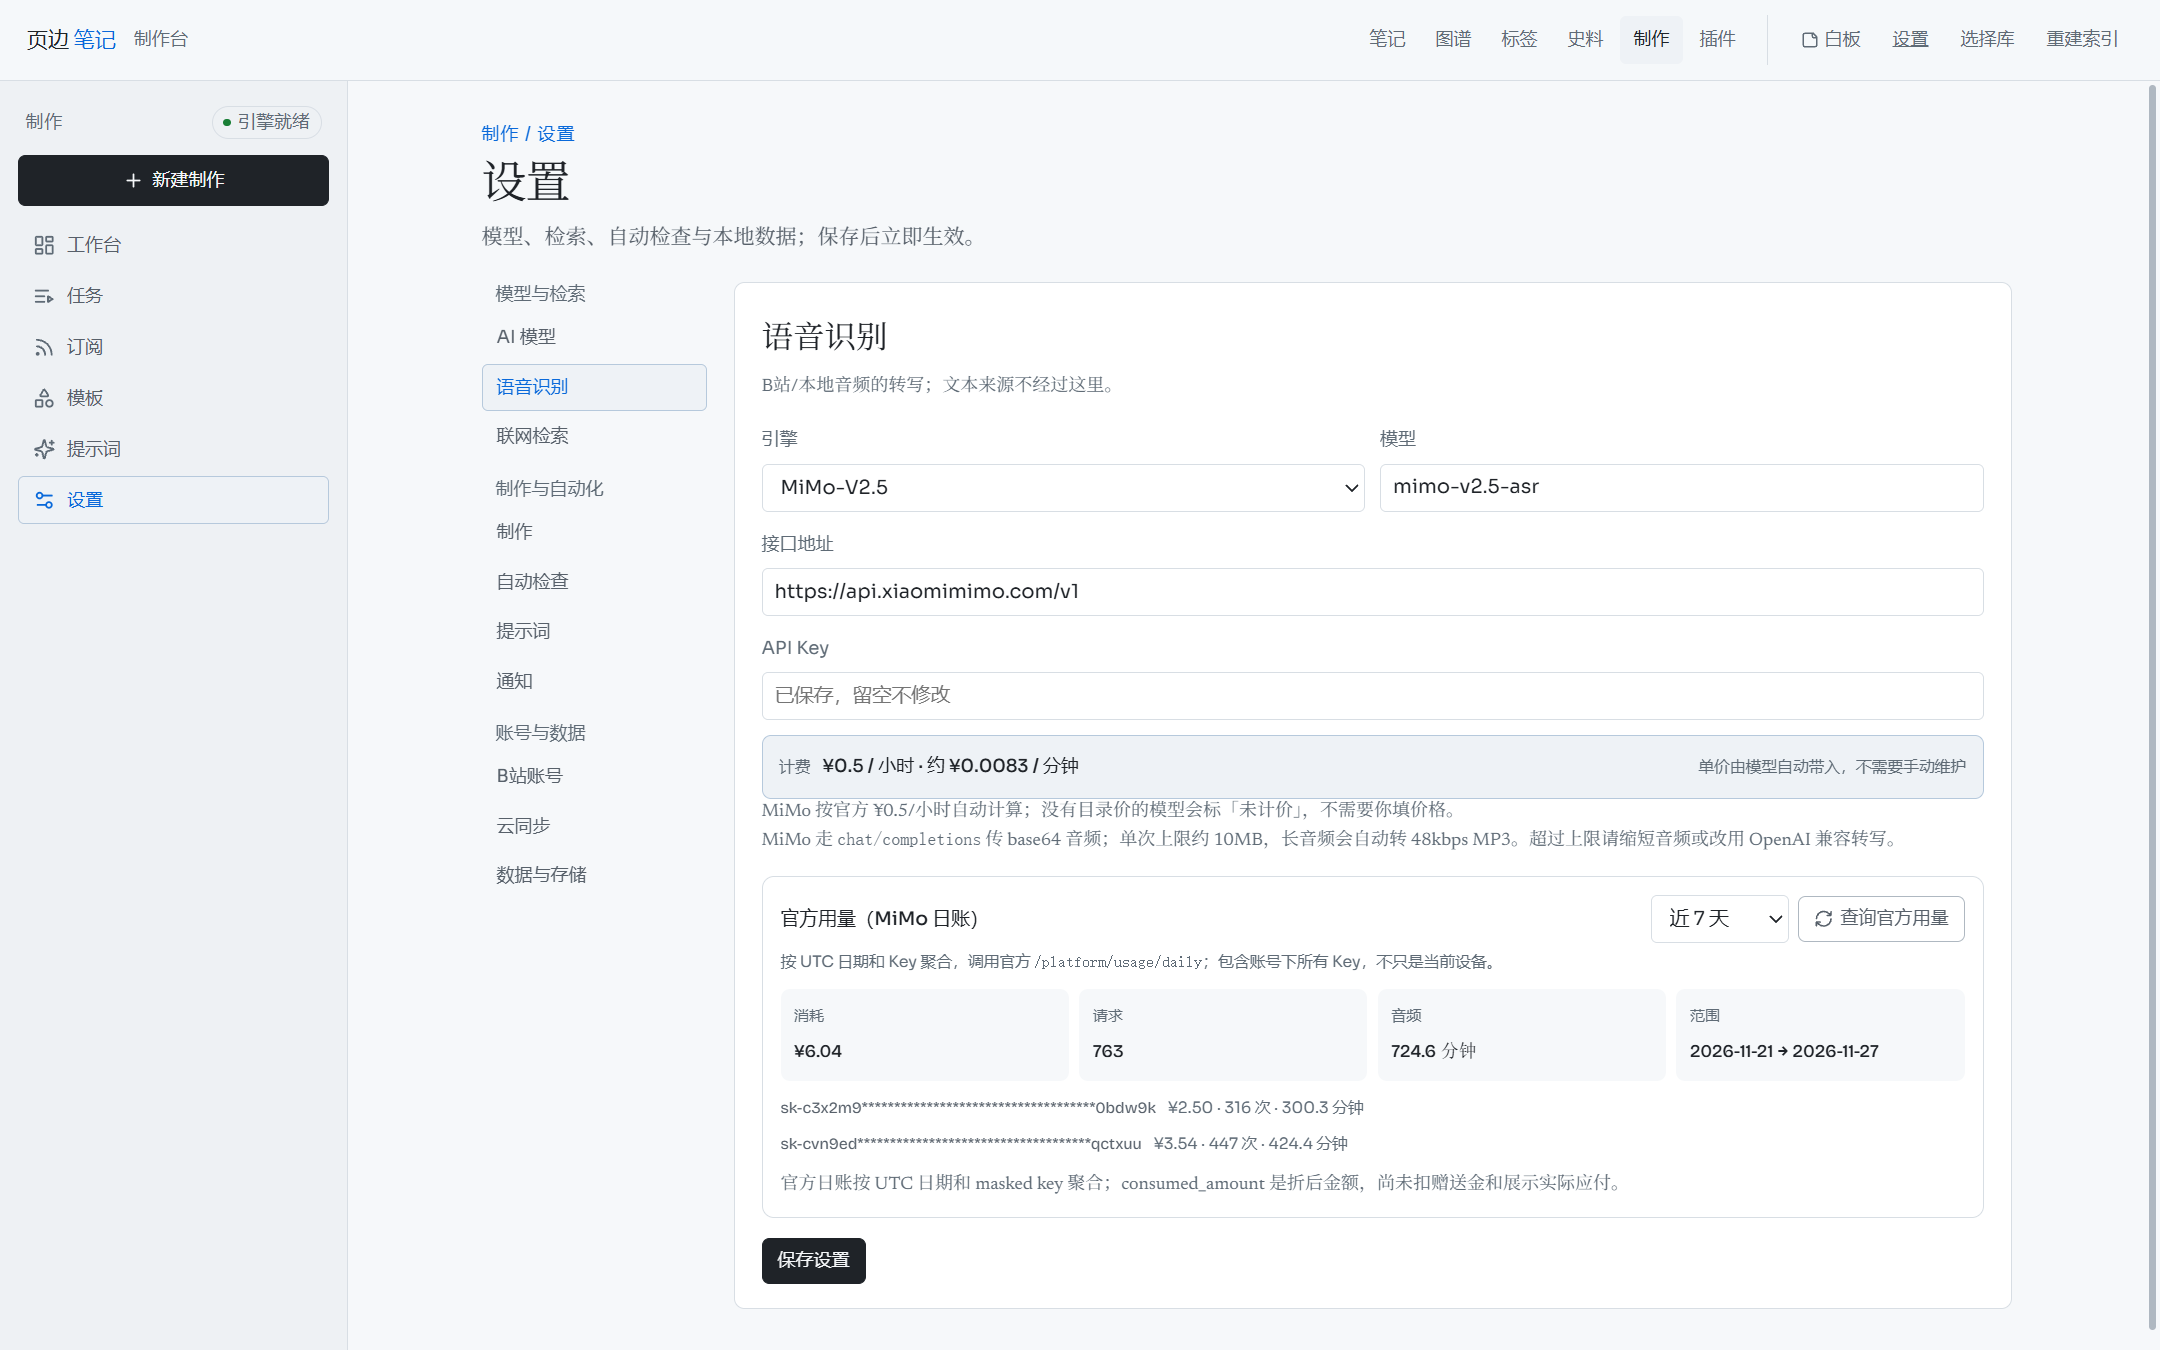 页边 笔记 制作台
笔记 图谱 标签 史料 制作 插件 白板 设置 选择库 重建索引
制作 引擎就绪
+ 新建制作
工作台
任务
订阅
模板
提示词
设置
制作 / 设置
设置
模型、检索、自动检查与本地数据；保存后立即生效。
模型与检索
AI 模型
语音识别
联网检索
制作与自动化
制作
自动检查
提示词
通知
账号与数据
B站账号
云同步
数据与存储
语音识别
B站/本地音频的转写；文本来源不经过这里。
引擎 模型
MiMo-V2.5 mimo-v2.5-asr
接口地址
https://api.xiaomimimo.com/v1
API Key
已保存，留空不修改
计费 ¥0.5 / 小时 · 约 ¥0.0083 / 分钟 单价由模型自动带入，不需要手动维护
MiMo 按官方 ¥0.5/小时自动计算；没有目录价的模型会标「未计价」，不需要你填价格。
MiMo 走 chat/completions 传 base64 音频；单次上限约 10MB，长音频会自动转 48kbps MP3。超过上限请缩短音频或改用 OpenAI 兼容转写。
官方用量（MiMo 日账） 近 7 天 查询官方用量
按 UTC 日期和 Key 聚合，调用官方 /platform/usage/daily；包含账号下所有 Key，不只是当前设备。
消耗 请求 音频 范围
¥6.04 763 724.6 分钟 2026-11-21 → 2026-11-27
sk-c3x2m9************************************0bdw9k ¥2.50 · 316 次 · 300.3 分钟
sk-cvn9ed************************************qctxuu ¥3.54 · 447 次 · 424.4 分钟
官方日账按 UTC 日期和 masked key 聚合；consumed_amount 是折后金额，尚未扣赠送金和展示实际应付。
保存设置